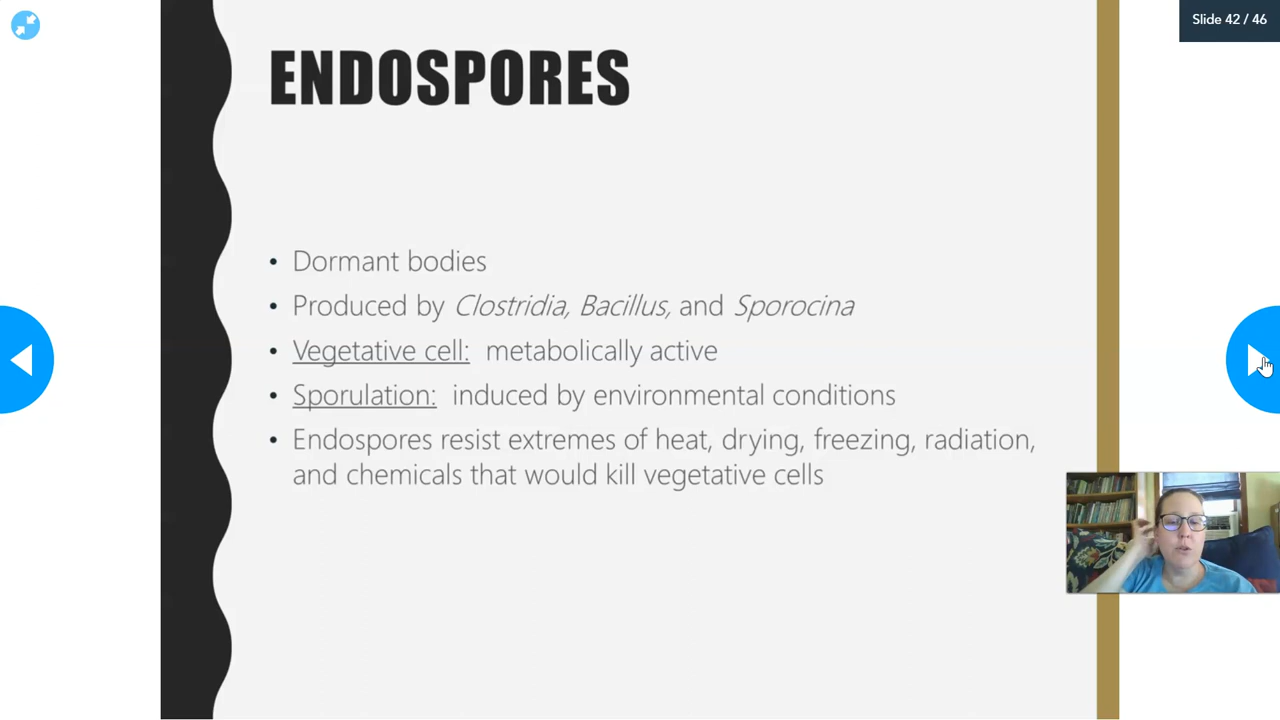 Slide 42 / 46
ENDOSPORES
• Dormant bodies
• Produced by Clostridia, Bacillus, and Sporocina
• Vegetative cell: metabolically active
• Sporulation: induced by environmental conditions
• Endospores resist extremes of heat, drying, freezing, radiation,
and chemicals that would kill vegetative cells